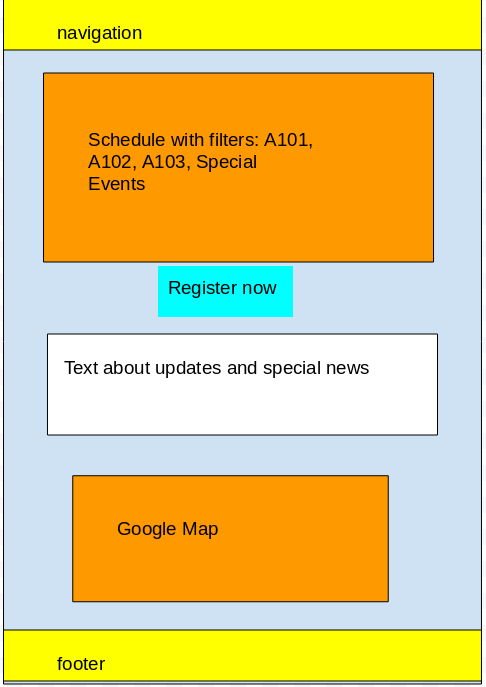 navigation
Schedule with filters: A101,
A102, A103, Special
Events
Register now
Text about updates and special news
Google Map
footer